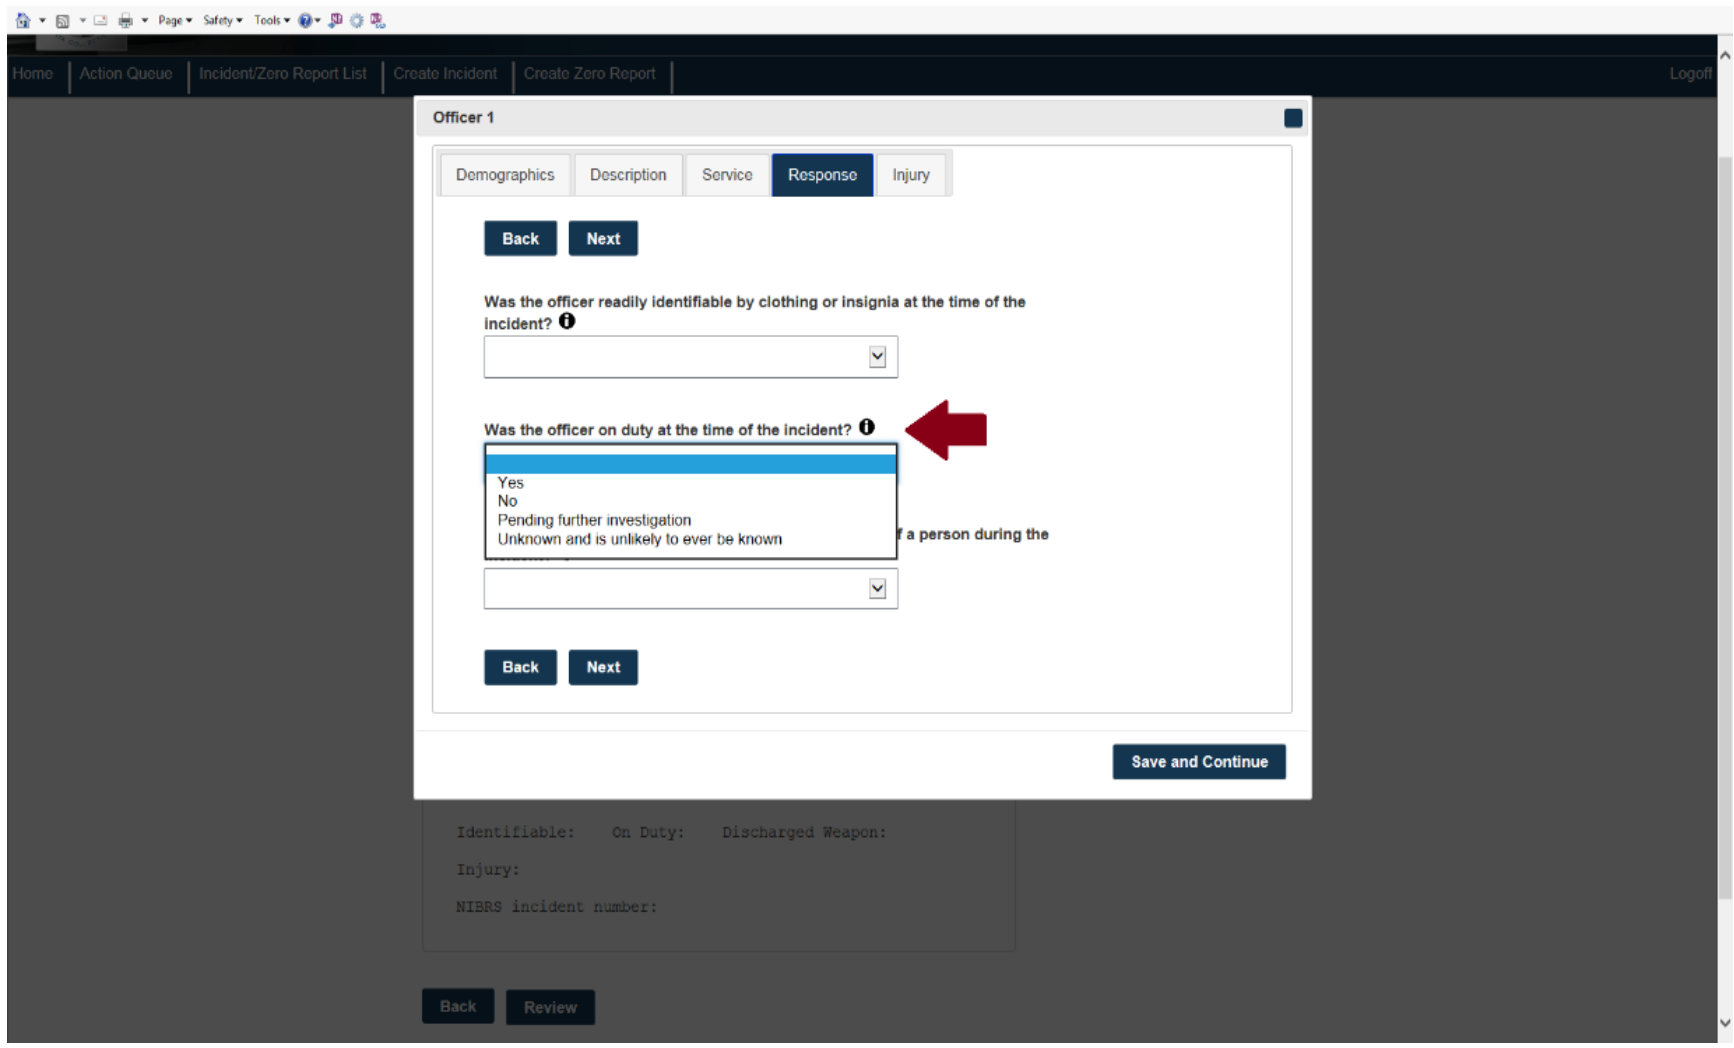 Page Safety Tools
Home Action Queue Incident/Zero Report List Create Incident Create Zero Report Logoff
Officer 1
Demographics Description Service Response Injury
Back Next
Was the officer readily identifiable by clothing or insignia at the time of the
incident?
Was the officer on duty at the time of the incident?
Yes
No
Pending further investigation
Unknown and is unlikely to ever be known
f a person during the
Back Next
Save and Continue
Identifiable: On Duty: Discharged Weapon:
Injury:
NIBRS incident number:
Back Review